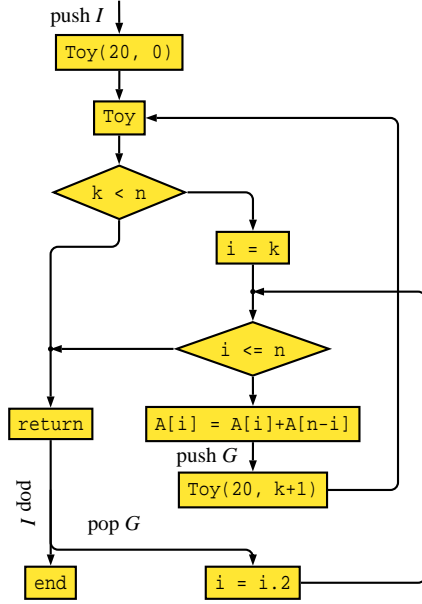 push I
Toy(20, 0)
Toy
k < n
i = k
i <= n
A[i] = A[i]+A[n-i]
return
push G
Toy(20, k+1)
pop I
pop G
end
i = i.2